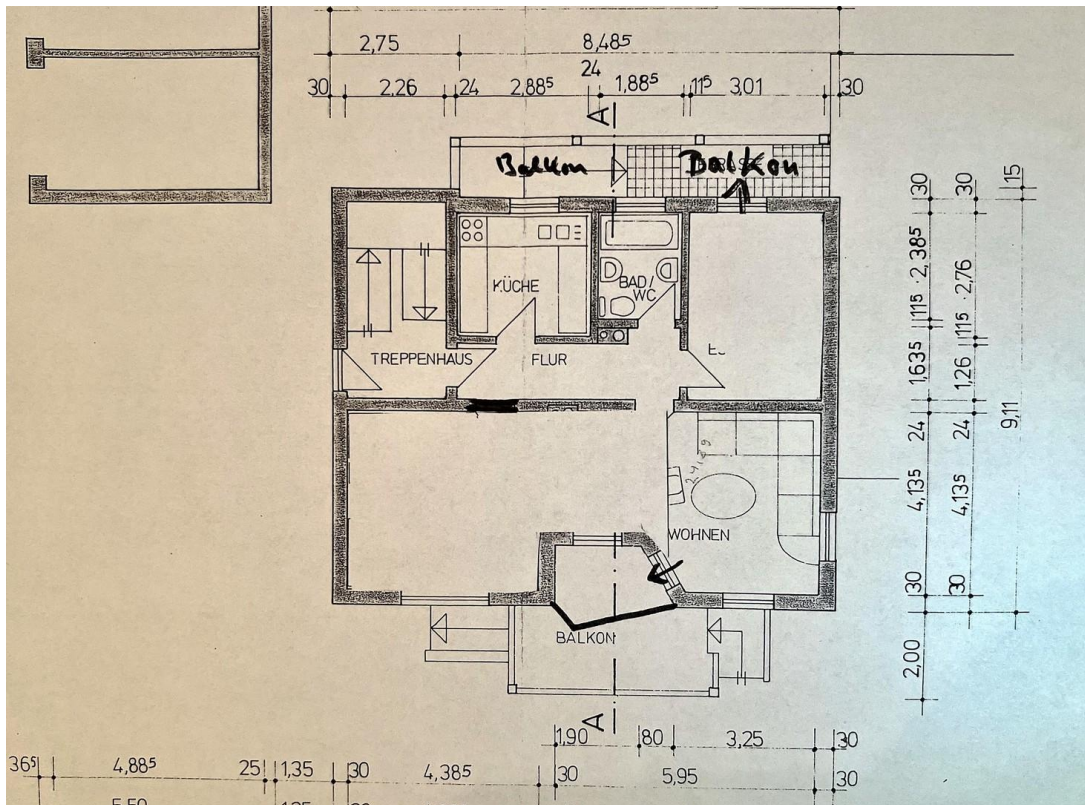 2,75 8,48⁵
24
30 2,26 24 2,88⁵ 1,88⁵ 11⁵ 3,01 30
A
Balkon Balkon
KÜCHE BAD/
WC
TREPPENHAUS FLUR
24189
WOHNEN
BALKON
A
30 11⁵ 2,38⁵ 1,63⁵ 24 4,13⁵ 30 2,00
30 2,76 11⁵ 1,26 24 4,13⁵ 30
15 9,11
1,90 80 3,25 30
36⁵ 4,88⁵ 25 1,35 30 4,38⁵ 30 5,95 30